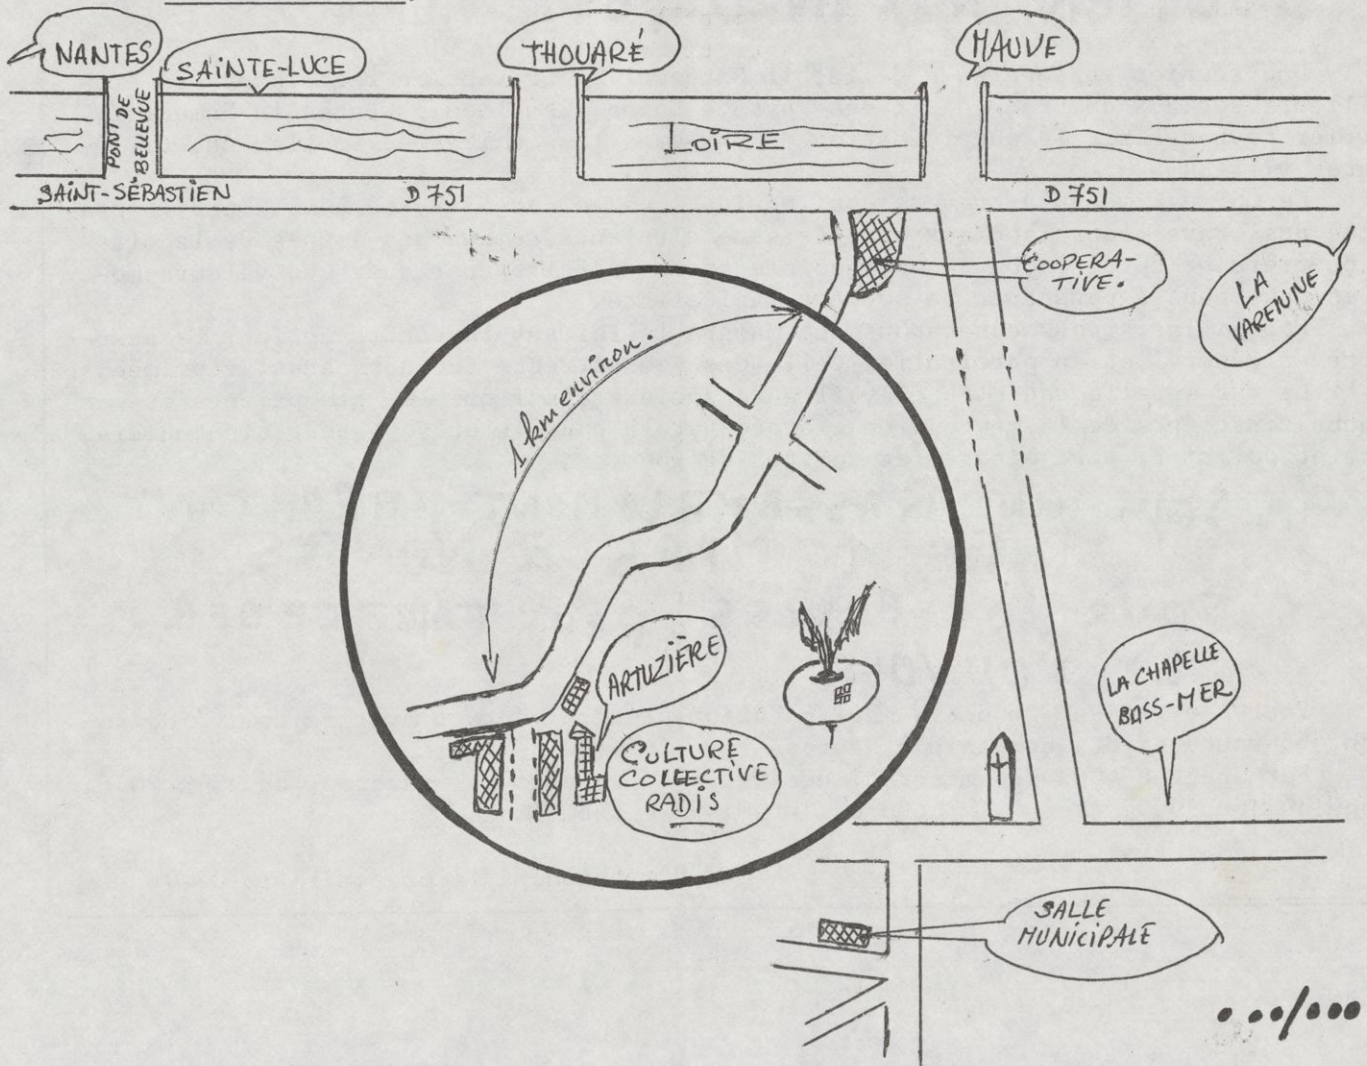 NANTES
SAINTE-LUCE
THOUARÉ
MAUVE
PONT DE
BELLEVUE
LOIRE
SAINT-SÉBASTIEN
D 751
D 751
COOPERA-
TIVE.
LA
VARENNE
1 km environ.
ARTUZIÈRE
CULTURE
COLLECTIVE
RADIS
LA CHAPELLE
BASS-MER
SALLE
MUNICIPALE
.../...